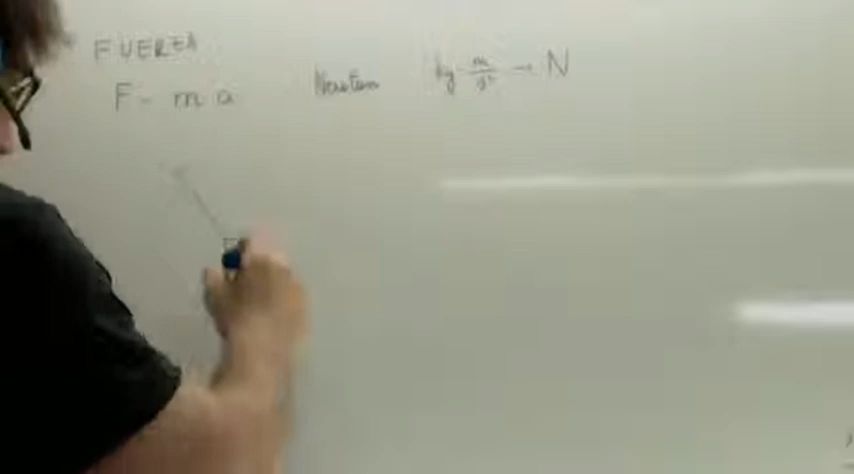 FUERZA
F = m a Newton kg m/s² → N